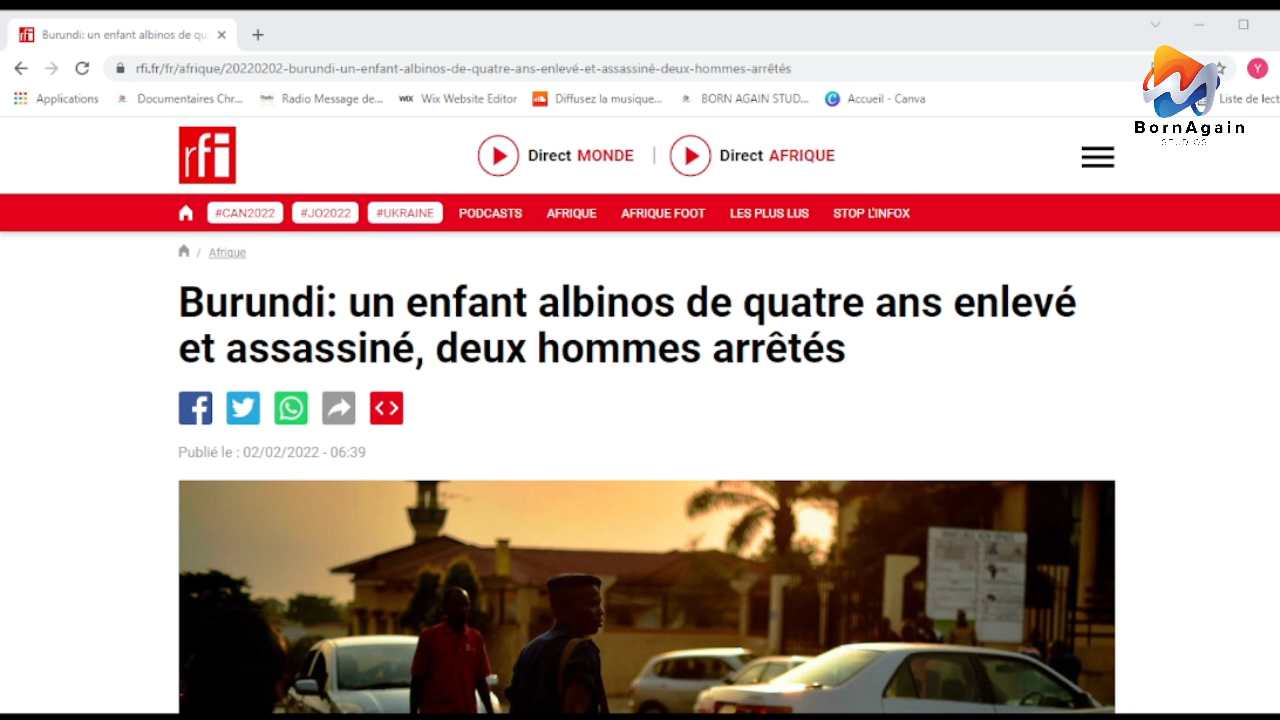 rfi Burundi: un enfant albinos de qu
rfi.fr/fr/afrique/20220202-burundi-un-enfant-albinos-de-quatre-ans-enlevé-et-assassiné-deux-hommes-arrêtés
Y
Applications Documentaires Chr... Radio Message de... WIX Wix Website Editor Diffusez la musique... BORN AGAIN STUD... Accueil - Canva Liste de lect
BornAgain
STUDIOS
rfi Direct MONDE | Direct AFRIQUE
#CAN2022 #JO2022 #UKRAINE PODCASTS AFRIQUE AFRIQUE FOOT LES PLUS LUS STOP L'INFOX
/ Afrique
Burundi: un enfant albinos de quatre ans enlevé
et assassiné, deux hommes arrêtés
Publié le : 02/02/2022 - 06:39